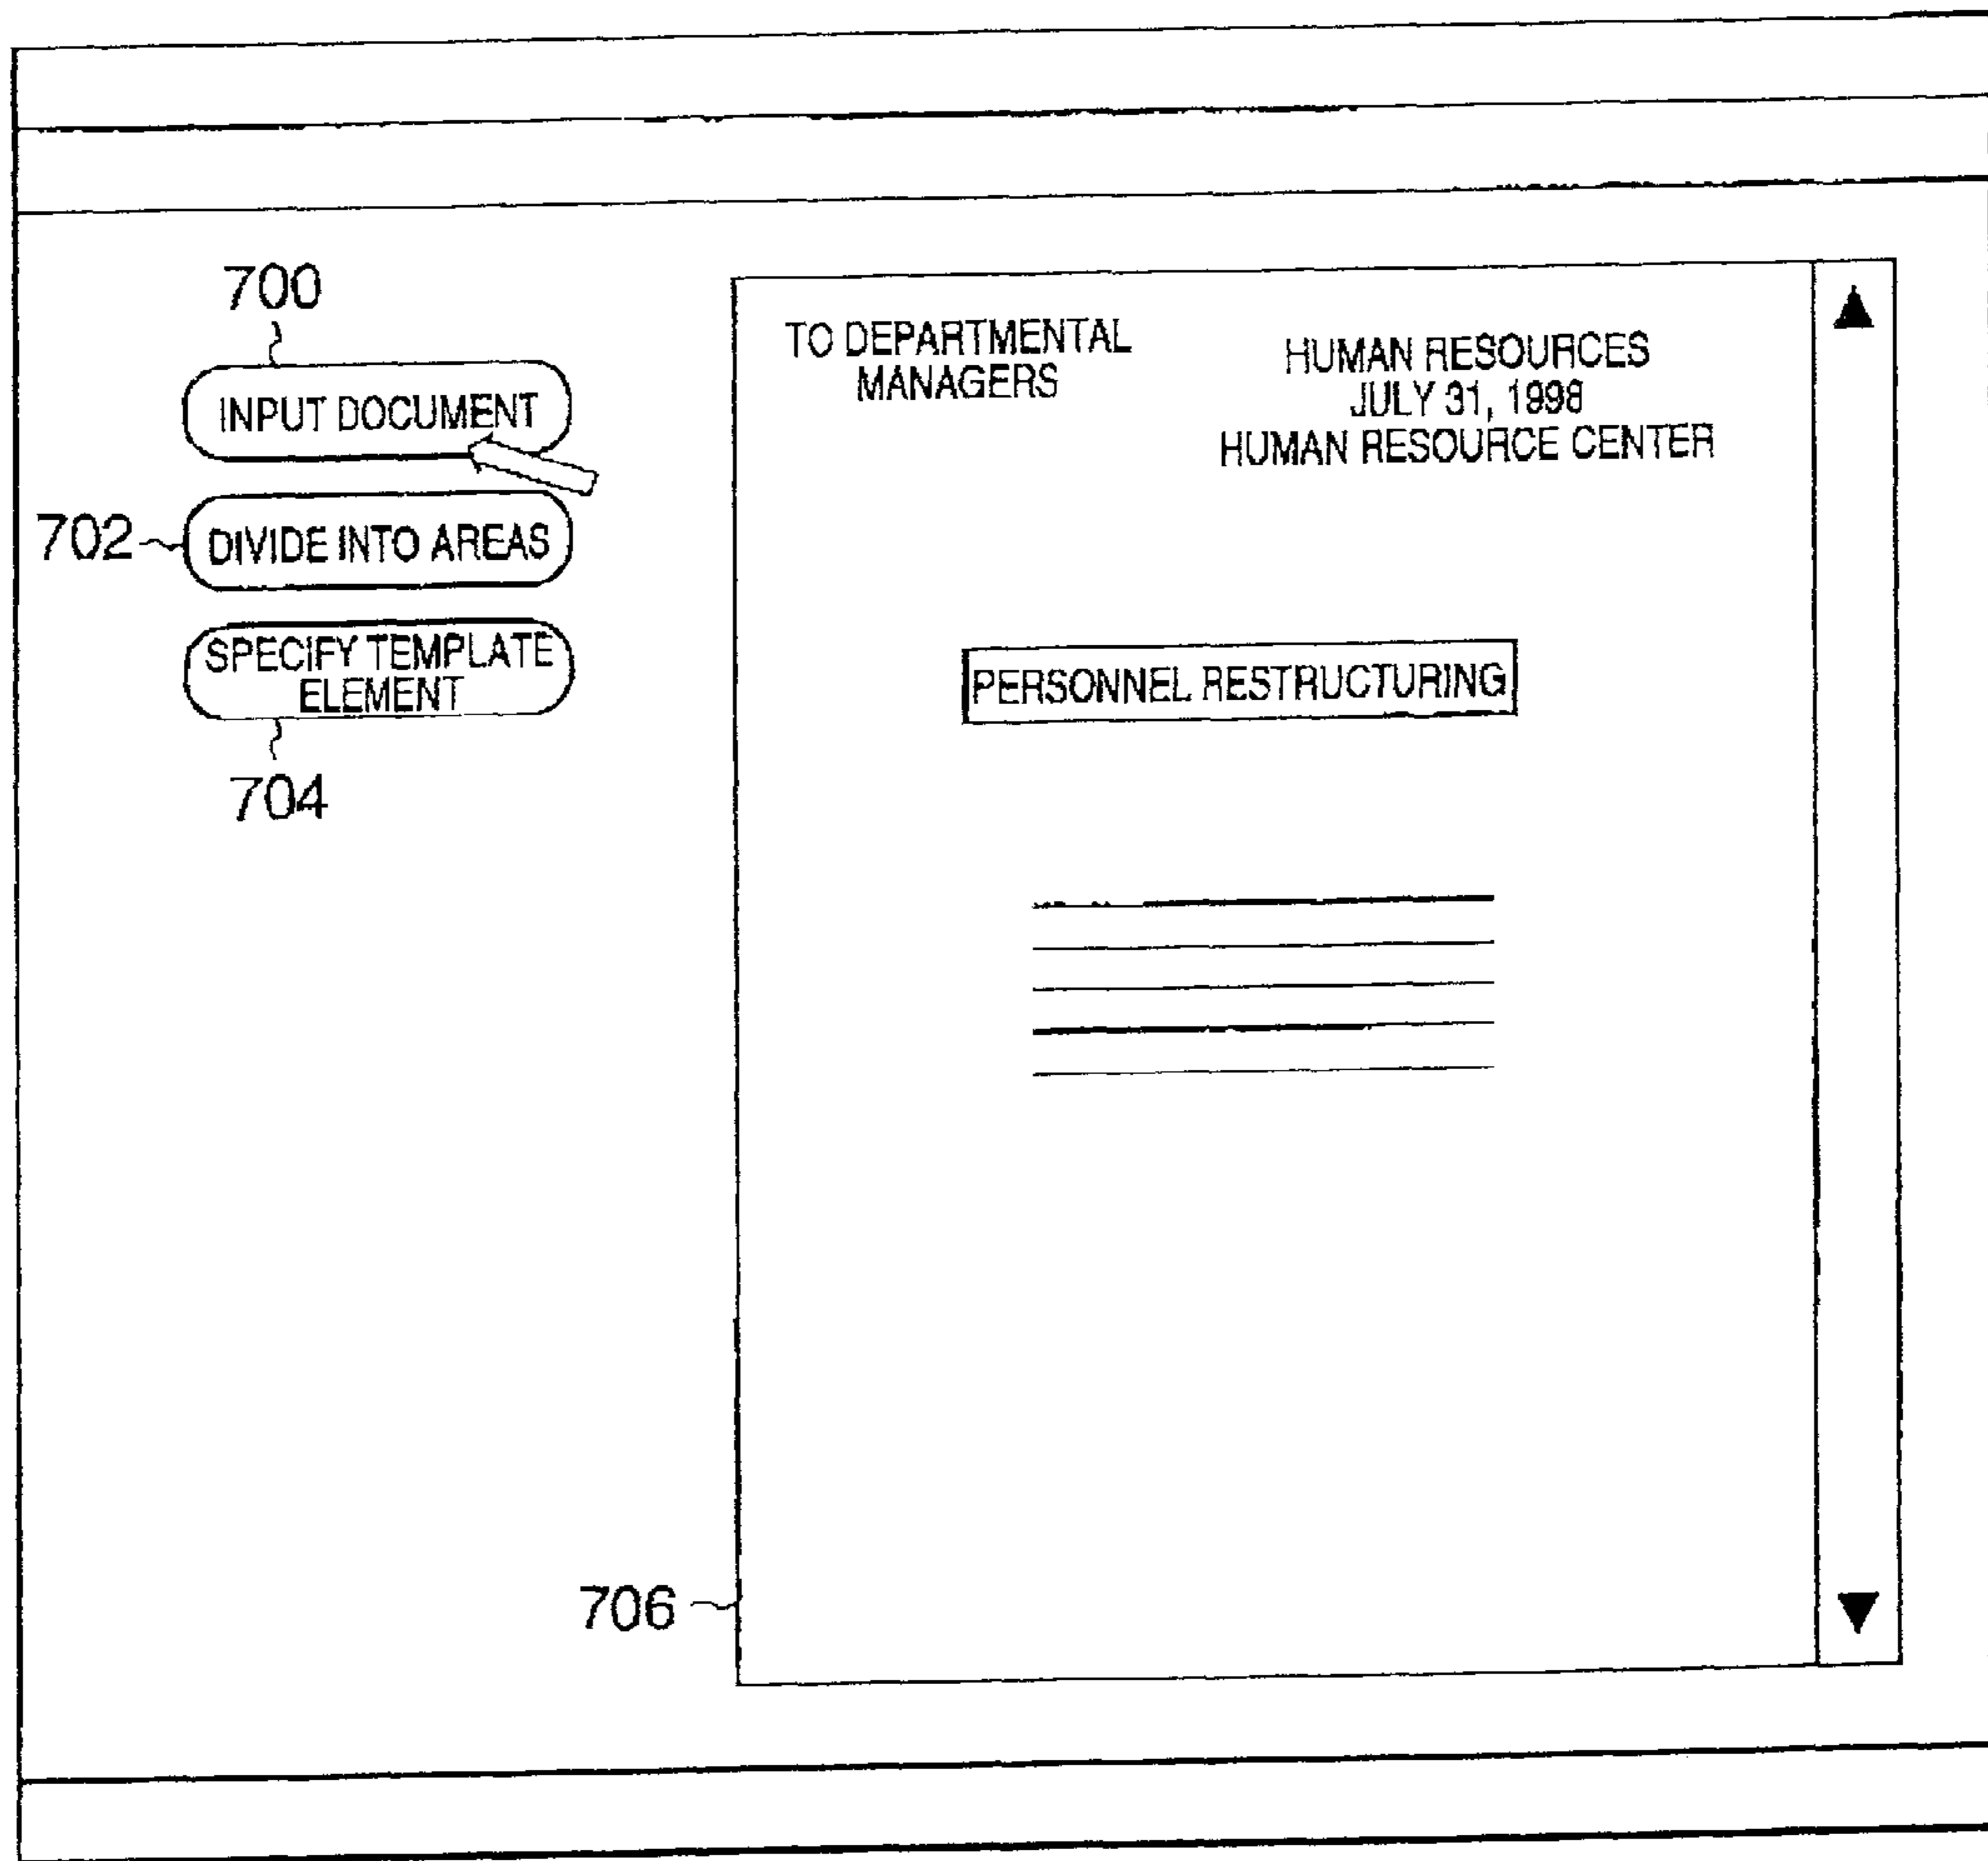 700
INPUT DOCUMENT
702
DIVIDE INTO AREAS
SPECIFY TEMPLATE
ELEMENT
704
TO DEPARTMENTAL
MANAGERS
HUMAN RESOURCES
JULY 31, 1998
HUMAN RESOURCE CENTER
PERSONNEL RESTRUCTURING
706